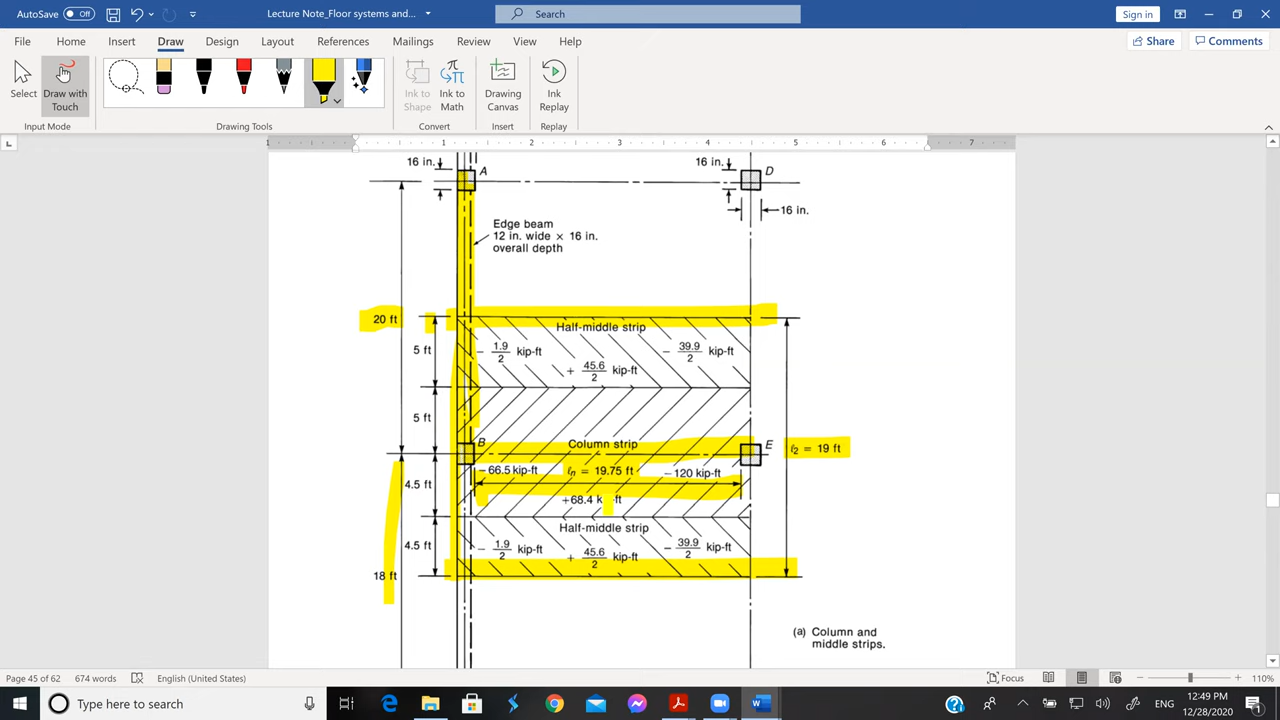 AutoSave Off Lecture Note_Floor systems and... Search Sign in
File Home Insert Draw Design Layout References Mailings Review View Help Share Comments
Select Draw with Touch Ink to Shape Ink to Math Drawing Canvas Ink Replay
Input Mode Drawing Tools Convert Insert Replay
1 1 2 3 4 5 6 7
16 in. A 16 in. D
16 in.
Edge beam
12 in. wide × 16 in.
overall depth
20 ft
Half-middle strip
5 ft − 1.9/2 kip-ft + 45.6/2 kip-ft − 39.9/2 kip-ft
5 ft
B Column strip E ℓ2 = 19 ft
−66.5 kip-ft ℓn = 19.75 ft −120 kip-ft
4.5 ft +68.4 k ft
Half-middle strip
4.5 ft − 1.9/2 kip-ft + 45.6/2 kip-ft − 39.9/2 kip-ft
18 ft
(a) Column and
middle strips.
Page 45 of 62 674 words English (United States) Focus 110%
Type here to search 12:49 PM
12/28/2020